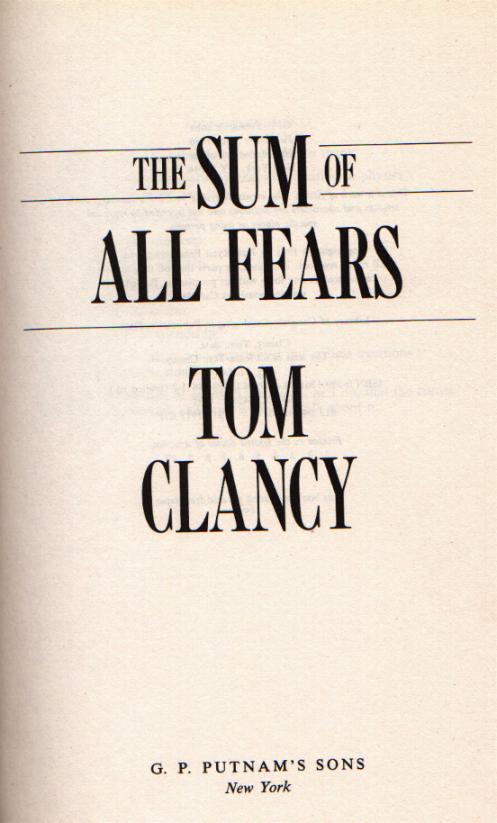 THE SUM OF
ALL FEARS
TOM
CLANCY
G. P. PUTNAM'S SONS
New York